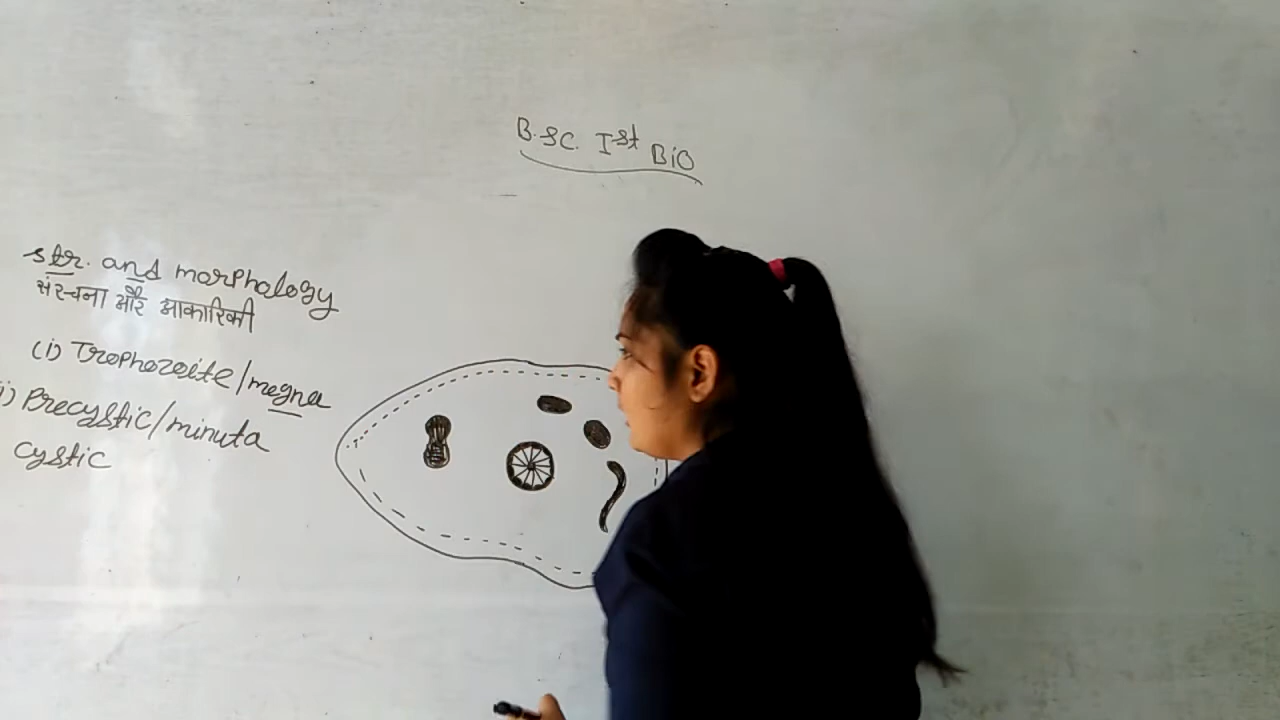 B.SC. Ist BiO
str. and morphology
संरचना और आकारिकी
(i) Trophozoite/magna
i) Precystic/minuta
cystic